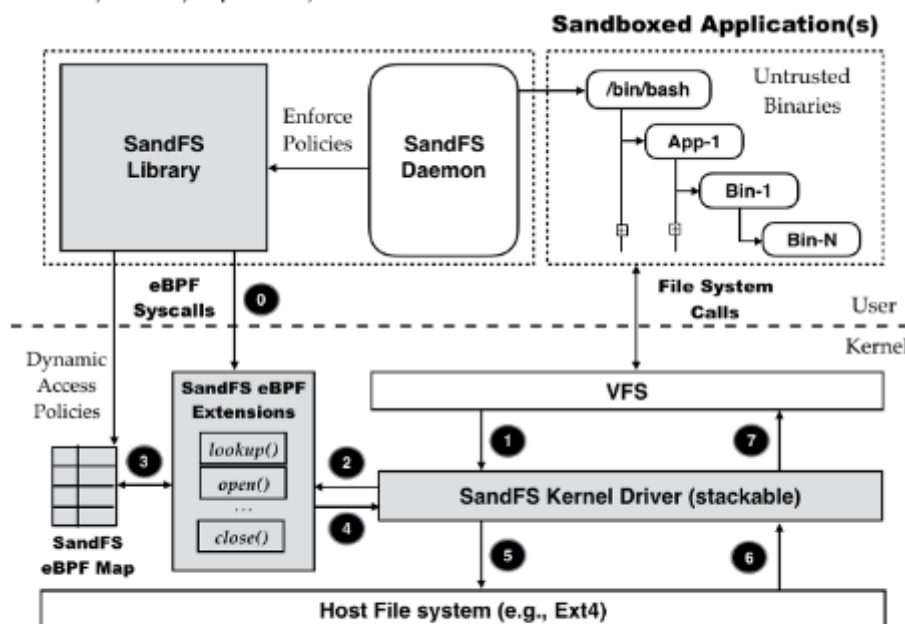 Sandboxed Application(s)
SandFS
Library
Enforce
Policies
SandFS
Daemon
/bin/bash
App-1
Bin-1
Bin-N
Untrusted
Binaries
eBPF
Syscalls
0
File System
Calls
User
Kernel
Dynamic
Access
Policies
SandFS eBPF
Extensions
lookup()
open()
...
close()
VFS
1
7
3
2
4
SandFS Kernel Driver (stackable)
SandFS
eBPF Map
5
6
Host File system (e.g., Ext4)